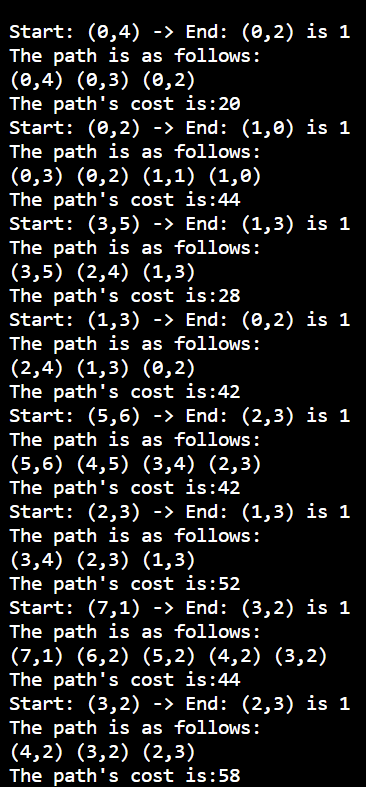 Start: (0,4) -> End: (0,2) is 1
The path is as follows:
(0,4) (0,3) (0,2)
The path's cost is:20
Start: (0,2) -> End: (1,0) is 1
The path is as follows:
(0,3) (0,2) (1,1) (1,0)
The path's cost is:44
Start: (3,5) -> End: (1,3) is 1
The path is as follows:
(3,5) (2,4) (1,3)
The path's cost is:28
Start: (1,3) -> End: (0,2) is 1
The path is as follows:
(2,4) (1,3) (0,2)
The path's cost is:42
Start: (5,6) -> End: (2,3) is 1
The path is as follows:
(5,6) (4,5) (3,4) (2,3)
The path's cost is:42
Start: (2,3) -> End: (1,3) is 1
The path is as follows:
(3,4) (2,3) (1,3)
The path's cost is:52
Start: (7,1) -> End: (3,2) is 1
The path is as follows:
(7,1) (6,2) (5,2) (4,2) (3,2)
The path's cost is:44
Start: (3,2) -> End: (2,3) is 1
The path is as follows:
(4,2) (3,2) (2,3)
The path's cost is:58